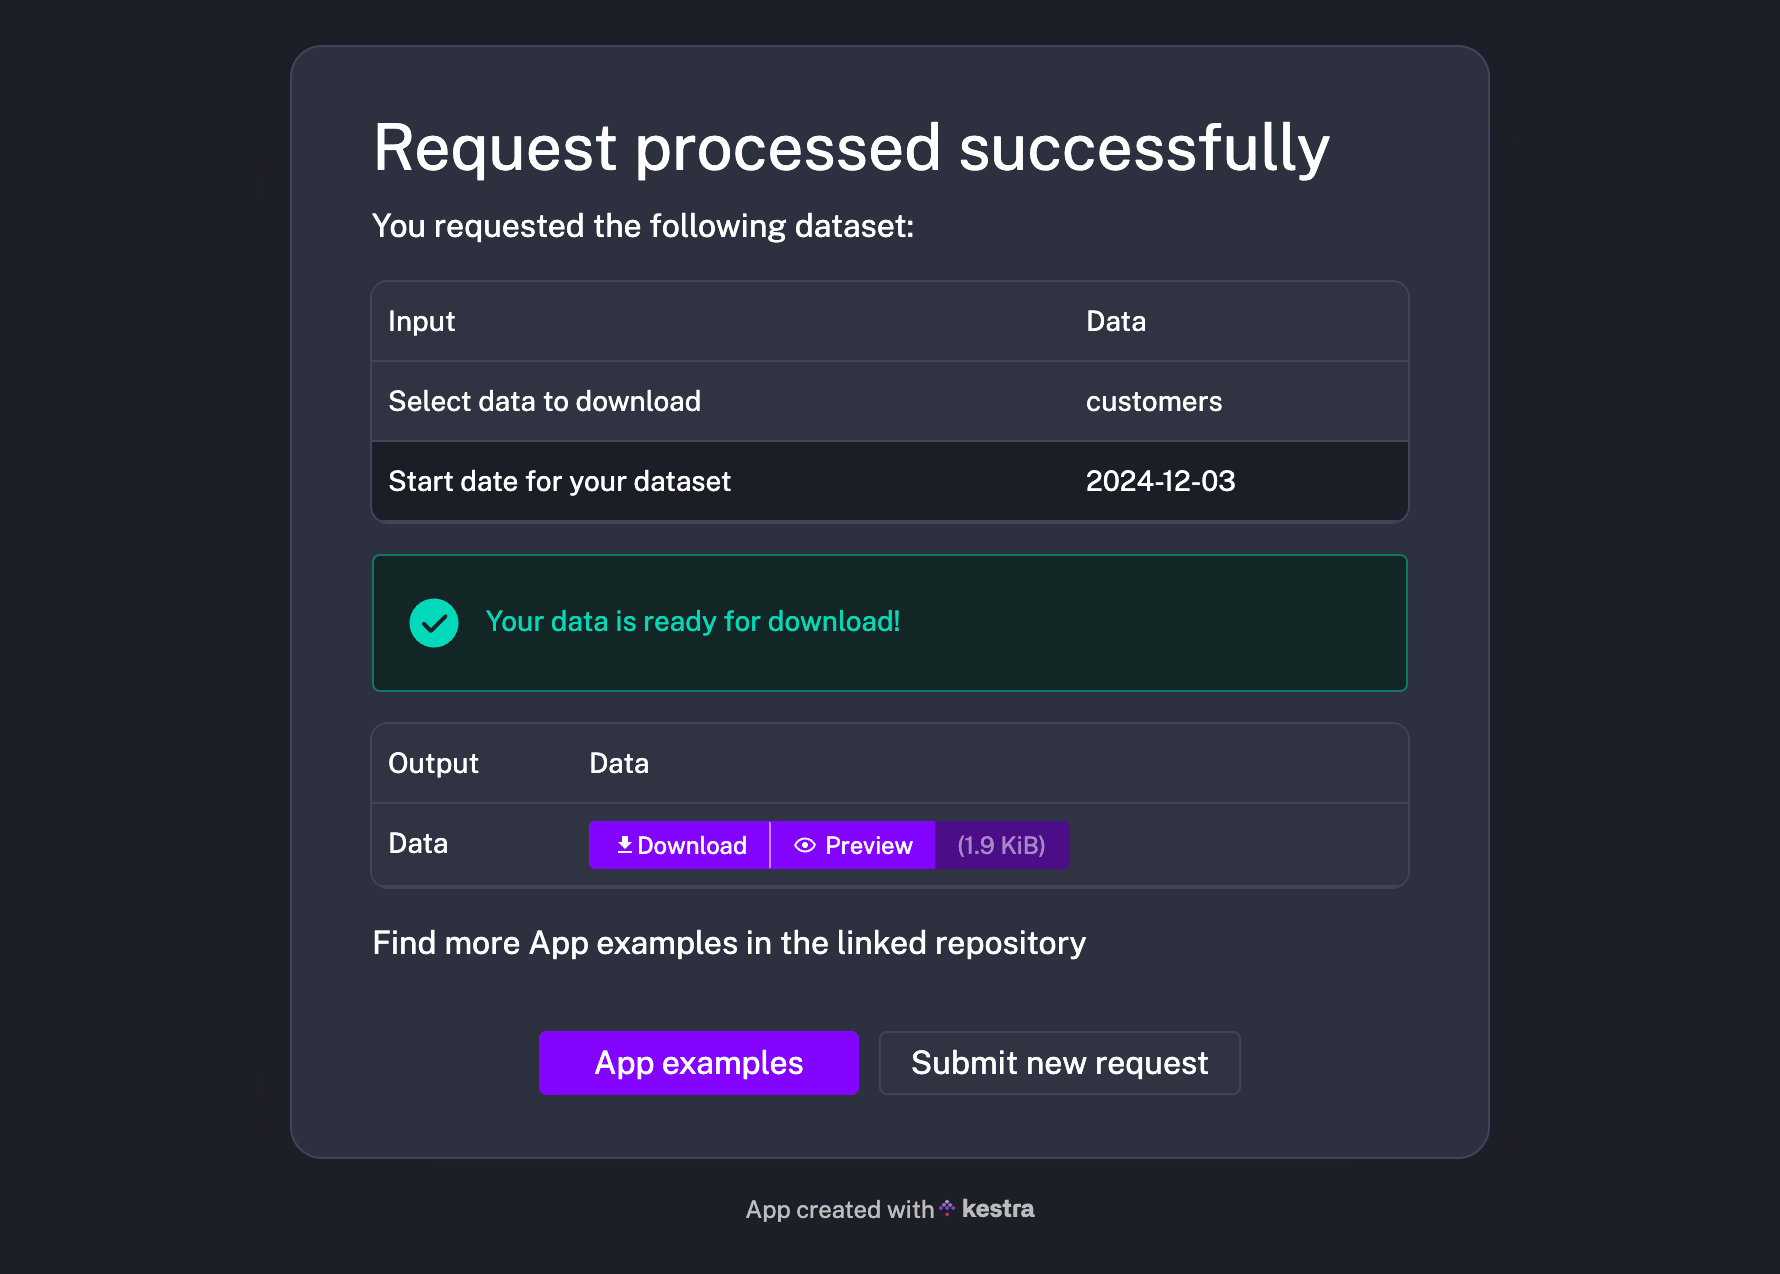 Request processed successfully
You requested the following dataset:
Input Data
Select data to download customers
Start date for your dataset 2024-12-03
Your data is ready for download!
Output Data
Data Download Preview (1.9 KiB)
Find more App examples in the linked repository
App examples Submit new request
App created with kestra